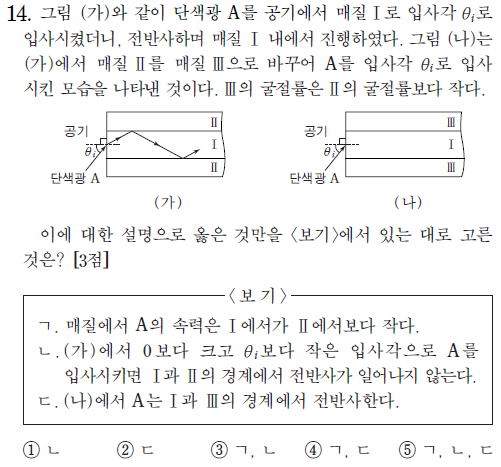 14. 그림 (가)와 같이 단색광 A를 공기에서 매질 Ⅰ로 입사각 θi로
입사시켰더니, 전반사하며 매질 Ⅰ 내에서 진행하였다. 그림 (나)는
(가)에서 매질 Ⅱ를 매질 Ⅲ으로 바꾸어 A를 입사각 θi로 입사
시킨 모습을 나타낸 것이다. Ⅲ의 굴절률은 Ⅱ의 굴절률보다 작다.
Ⅱ
공기
Ⅰ
θi
Ⅱ
단색광 A
(가)
Ⅲ
공기
Ⅰ
θi
Ⅲ
단색광 A
(나)
이에 대한 설명으로 옳은 것만을 <보기>에서 있는 대로 고른
것은? [3점]
<보 기>
ㄱ. 매질에서 A의 속력은 Ⅰ에서가 Ⅱ에서보다 작다.
ㄴ. (가)에서 0보다 크고 θi보다 작은 입사각으로 A를
입사시키면 Ⅰ과 Ⅱ의 경계에서 전반사가 일어나지 않는다.
ㄷ. (나)에서 A는 Ⅰ과 Ⅲ의 경계에서 전반사한다.
① ㄴ ② ㄷ ③ ㄱ, ㄴ ④ ㄱ, ㄷ ⑤ ㄱ, ㄴ, ㄷ